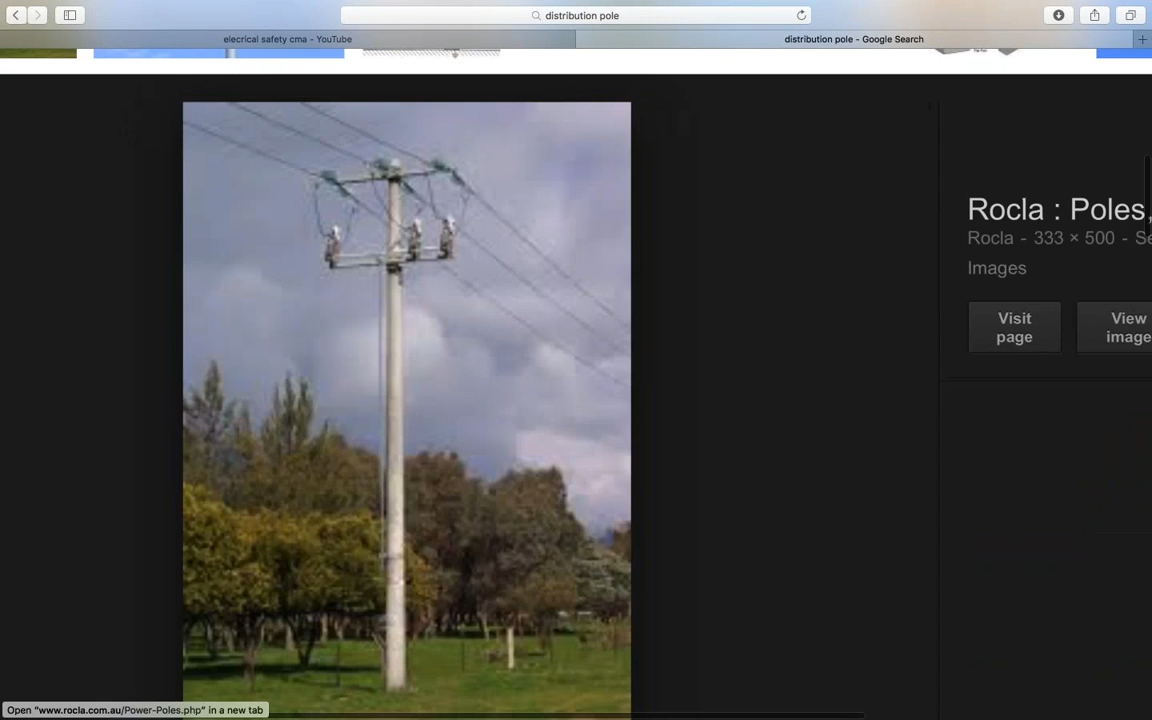 distribution pole
elecrical safety cma - YouTube
distribution pole - Google Search
Rocla : Poles,
Rocla - 333 × 500 - Se
Images
Visit page
View image
Open "www.rocla.com.au/Power-Poles.php" in a new tab